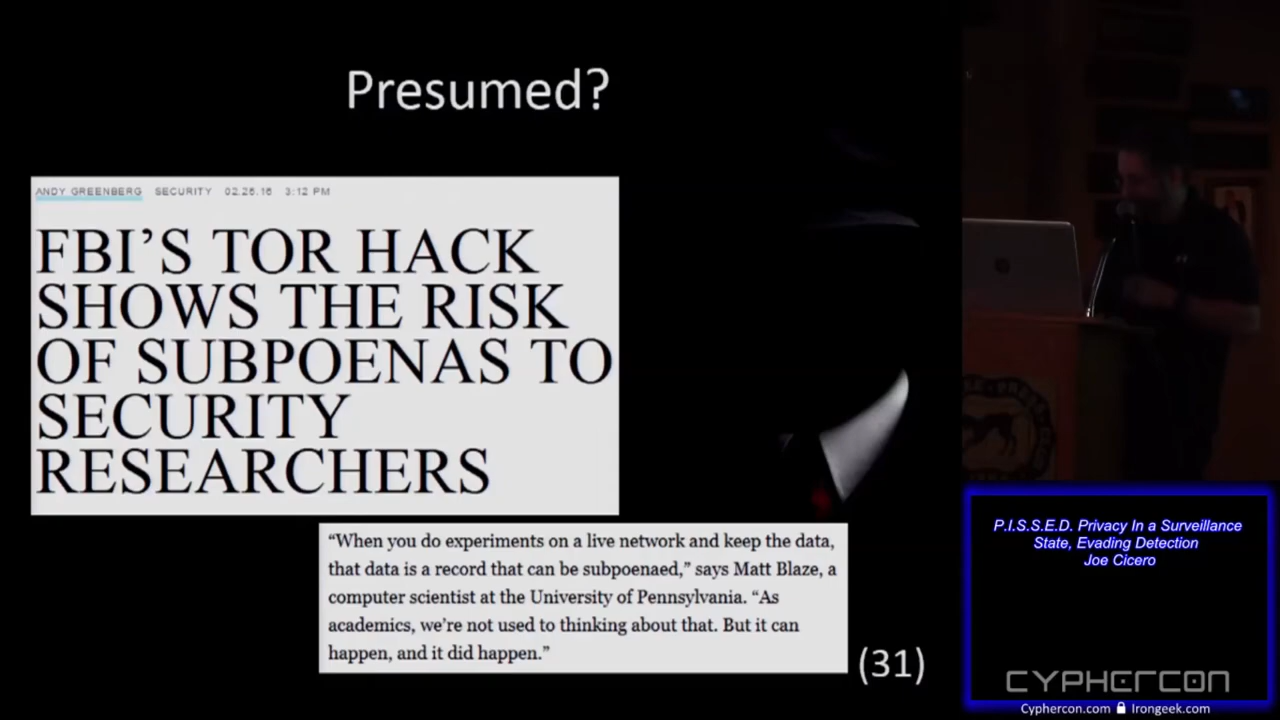 Presumed?
ANDY GREENBERG SECURITY 02.26.16 3:12 PM
FBI'S TOR HACK
SHOWS THE RISK
OF SUBPOENAS TO
SECURITY
RESEARCHERS
“When you do experiments on a live network and keep the data,
that data is a record that can be subpoenaed,” says Matt Blaze, a
computer scientist at the University of Pennsylvania. “As
academics, we’re not used to thinking about that. But it can
happen, and it did happen.”
(31)
P.I.S.S.E.D. Privacy In a Surveillance
State, Evading Detection
Joe Cicero
CYPHERCON
Cyphercon.com Irongeek.com